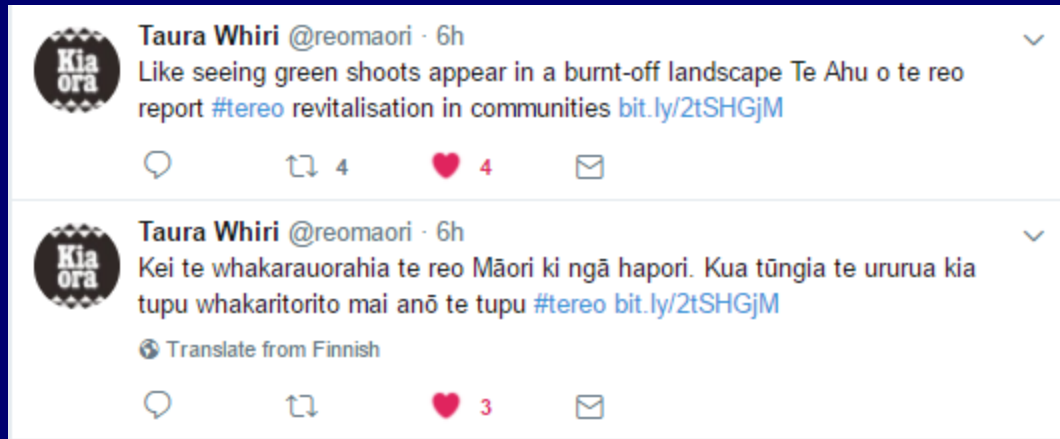 Kia
ora
Taura Whiri @reomaori · 6h
Like seeing green shoots appear in a burnt-off landscape Te Ahu o te reo
report #tereo revitalisation in communities bit.ly/2tSHGjM
4 4
Kia
ora
Taura Whiri @reomaori · 6h
Kei te whakarauorahia te reo Māori ki ngā hapori. Kua tūngia te ururua kia
tupu whakaritorito mai anō te tupu #tereo bit.ly/2tSHGjM
Translate from Finnish
3